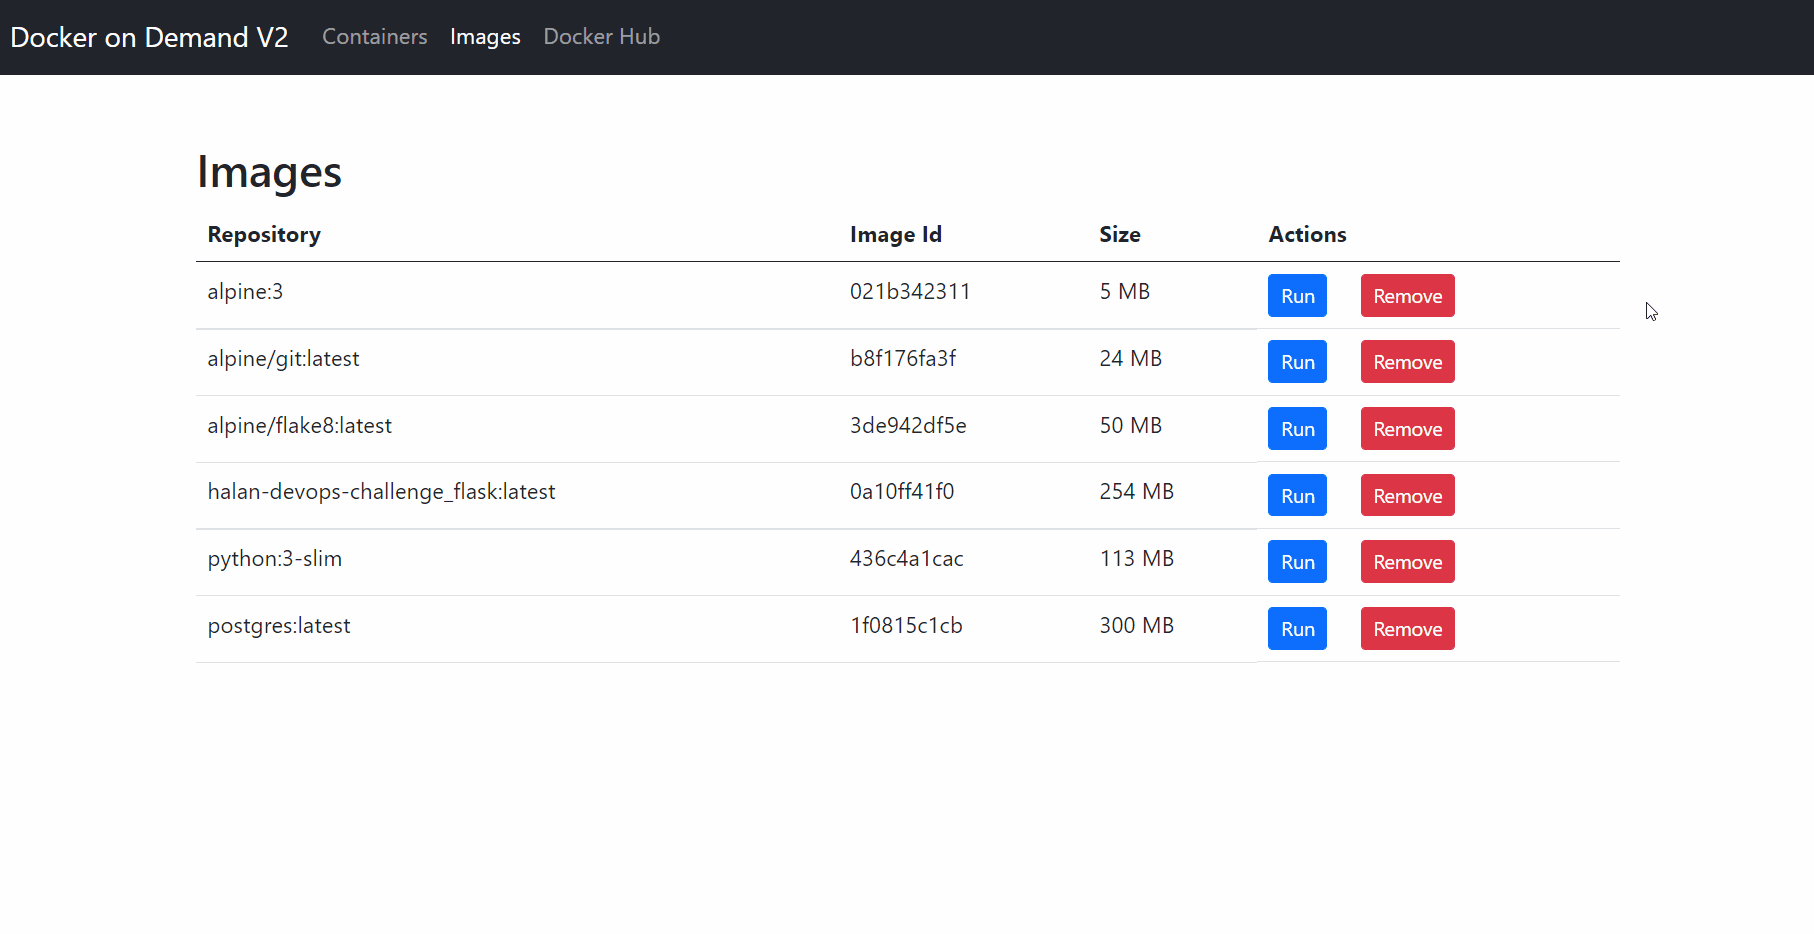 Docker on Demand V2 Containers Images Docker Hub
Images
Repository Image Id Size Actions
alpine:3 021b342311 5 MB Run Remove
alpine/git:latest b8f176fa3f 24 MB Run Remove
alpine/flake8:latest 3de942df5e 50 MB Run Remove
halan-devops-challenge_flask:latest 0a10ff41f0 254 MB Run Remove
python:3-slim 436c4a1cac 113 MB Run Remove
postgres:latest 1f0815c1cb 300 MB Run Remove